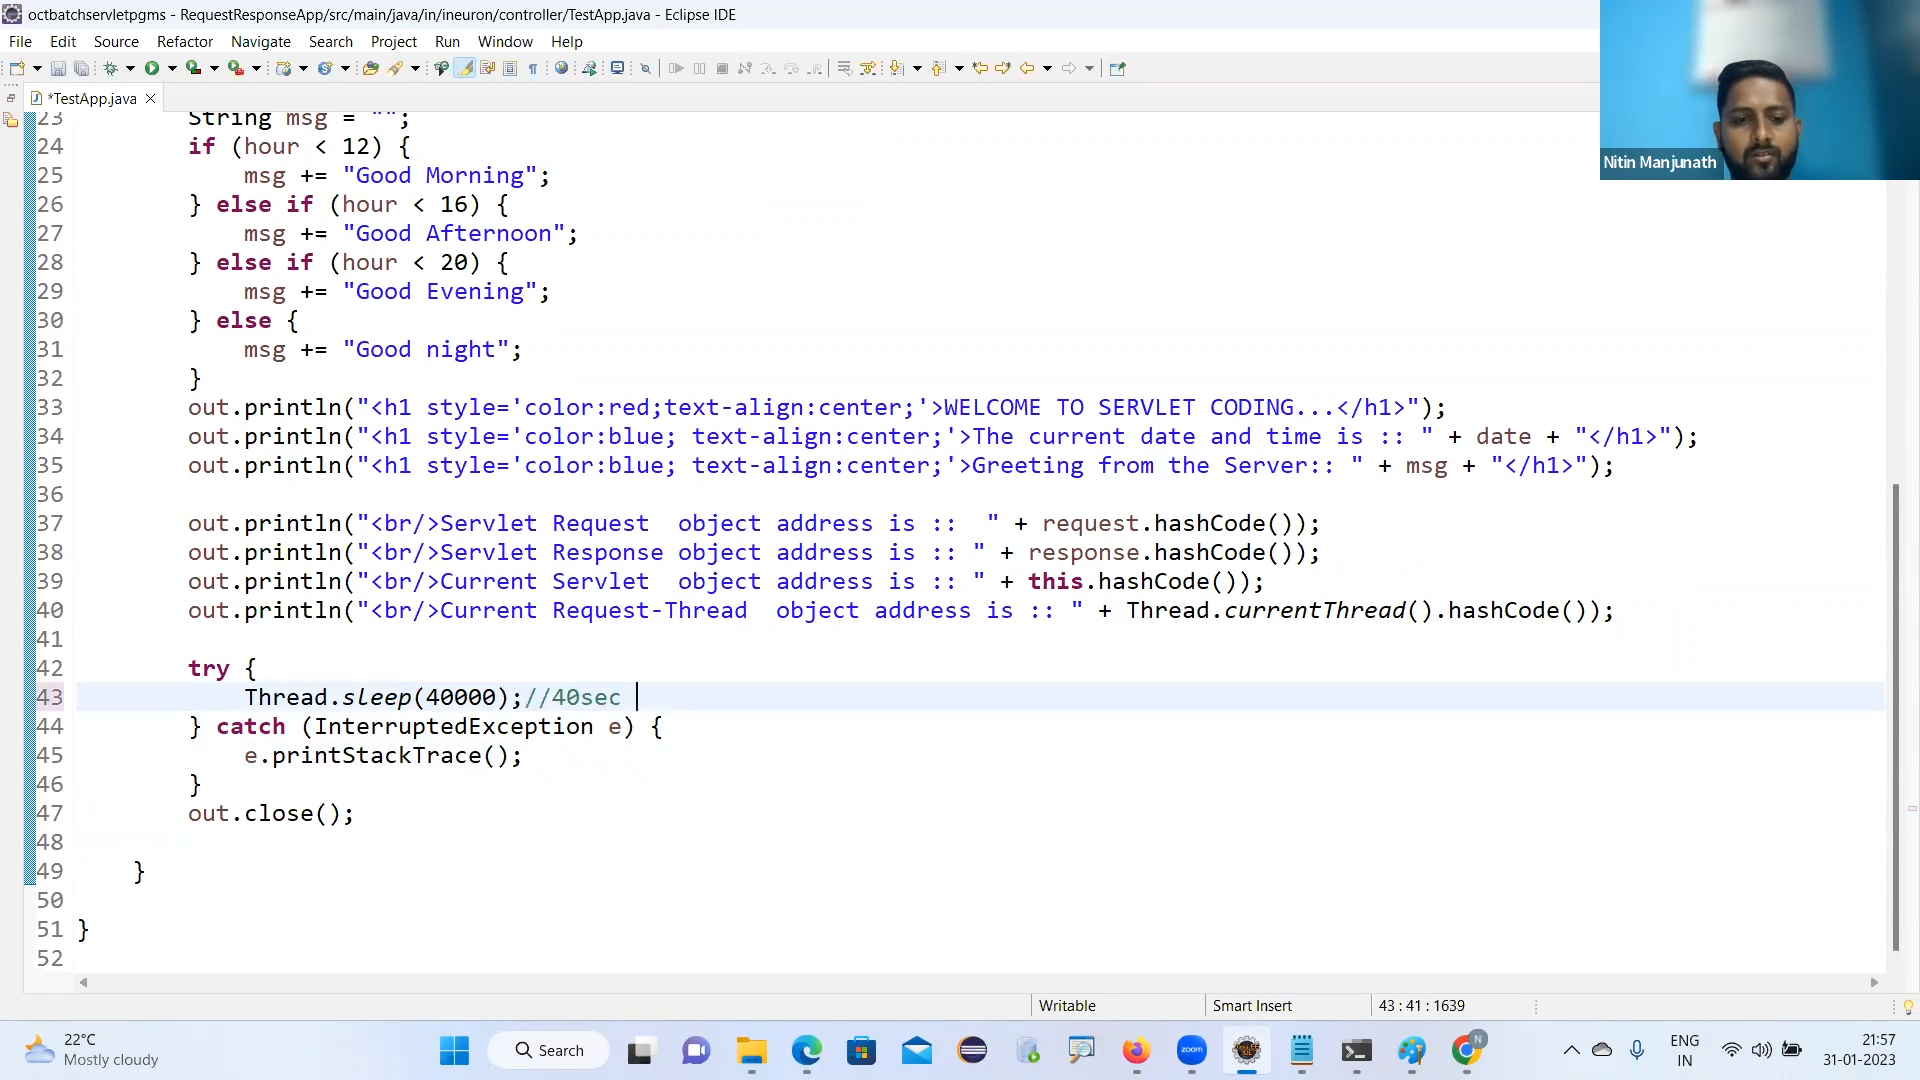 octbatchservletpgms - RequestResponseApp/src/main/java/in/ineuron/controller/TestApp.java - Eclipse IDE
File Edit Source Refactor Navigate Search Project Run Window Help
*TestApp.java
23 String msg = "";
24 if (hour < 12) {
25 msg += "Good Morning";
26 } else if (hour < 16) {
27 msg += "Good Afternoon";
28 } else if (hour < 20) {
29 msg += "Good Evening";
30 } else {
31 msg += "Good night";
32 }
33 out.println("<h1 style='color:red;text-align:center;'>WELCOME TO SERVLET CODING...</h1>");
34 out.println("<h1 style='color:blue; text-align:center;'>The current date and time is :: " + date + "</h1>");
35 out.println("<h1 style='color:blue; text-align:center;'>Greeting from the Server:: " + msg + "</h1>");
36
37 out.println("<br/>Servlet Request  object address is ::  " + request.hashCode());
38 out.println("<br/>Servlet Response object address is :: " + response.hashCode());
39 out.println("<br/>Current Servlet  object address is :: " + this.hashCode());
40 out.println("<br/>Current Request-Thread  object address is :: " + Thread.currentThread().hashCode());
41
42 try {
43 Thread.sleep(40000);//40sec
44 } catch (InterruptedException e) {
45 e.printStackTrace();
46 }
47 out.close();
48
49 }
50
51 }
52
Nitin Manjunath
Writable Smart Insert 43 : 41 : 1639
22°C
Mostly cloudy
Search
zoom
N
ENG
IN
21:57
31-01-2023